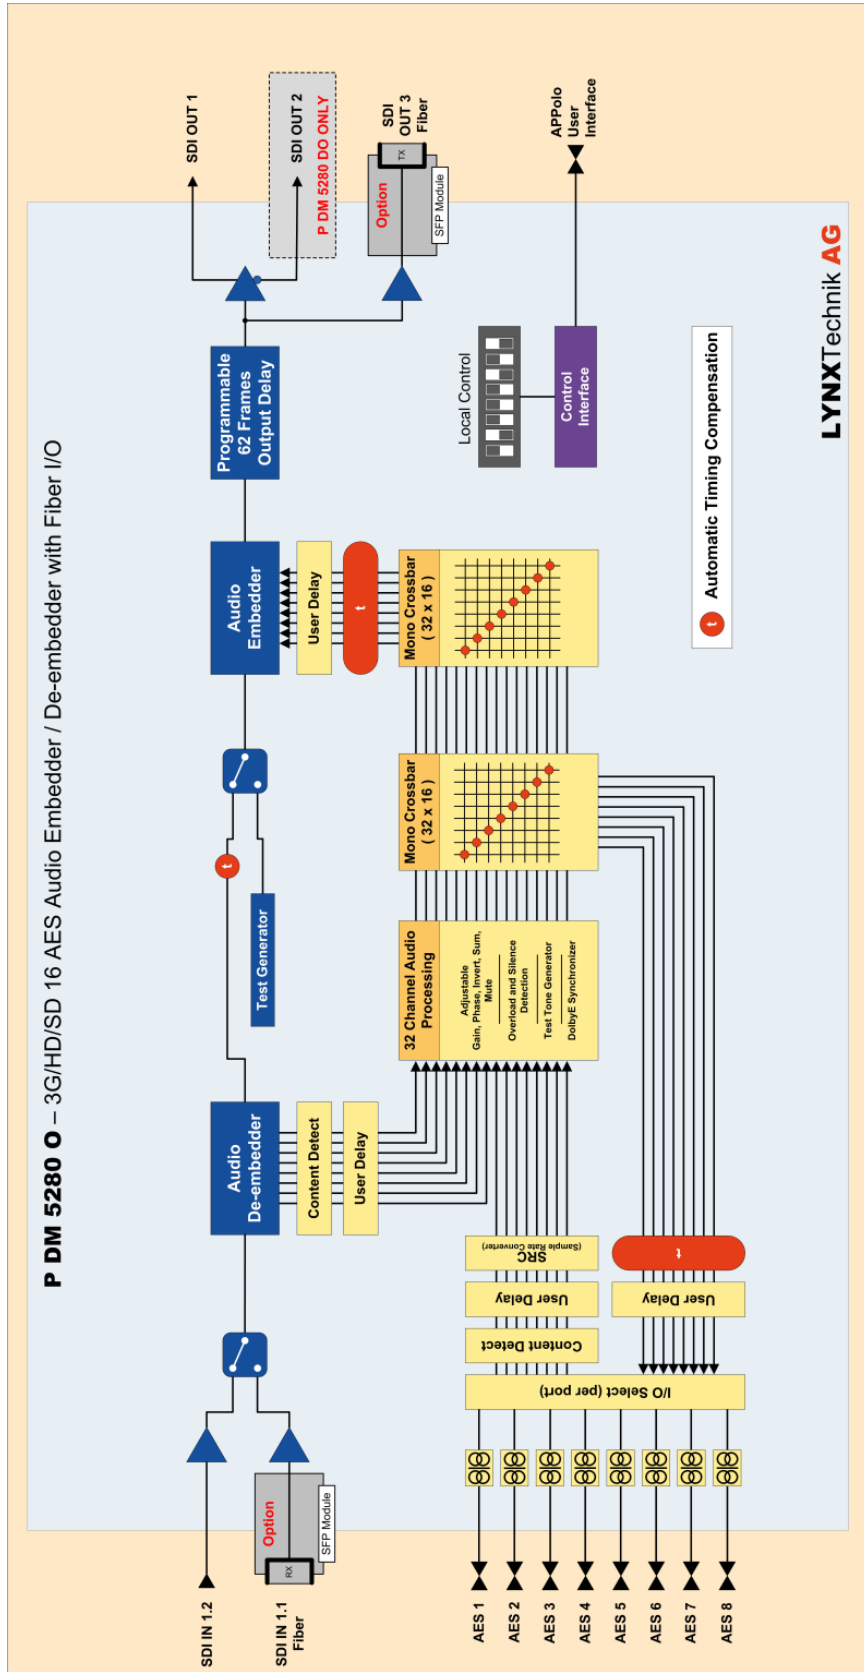 P DM 5280 O – 3G/HD/SD 16 AES Audio Embedder / De-embedder with Fiber I/O
SDI IN 1.2
SDI IN 1.1
Fiber
RX
Option
SFP Module
Audio
De-embedder
Content Detect
User Delay
t
Test Generator
Audio
Embedder
User Delay
t
Programmable
62 Frames
Output Delay
SDI OUT 1
SDI OUT 2
P DM 5280 DO ONLY
SDI
OUT 3
Fiber
TX
Option
SFP Module
AES 1
AES 2
AES 3
AES 4
AES 5
AES 6
AES 7
AES 8
I/O Select (per port)
Content Detect
User Delay
SRC
(Sample Rate Converter)
User Delay
t
32 Channel Audio
Processing
Adjustable
Gain, Phase, Invert, Sum,
Mute
Overload and Silence
Detection
Test Tone Generator
DolbyE Synchronizer
Mono Crossbar
( 32 x 16 )
Mono Crossbar
( 32 x 16 )
Local Control
Control
Interface
APPolo
User
Interface
t
Automatic Timing Compensation
LYNXTechnik AG